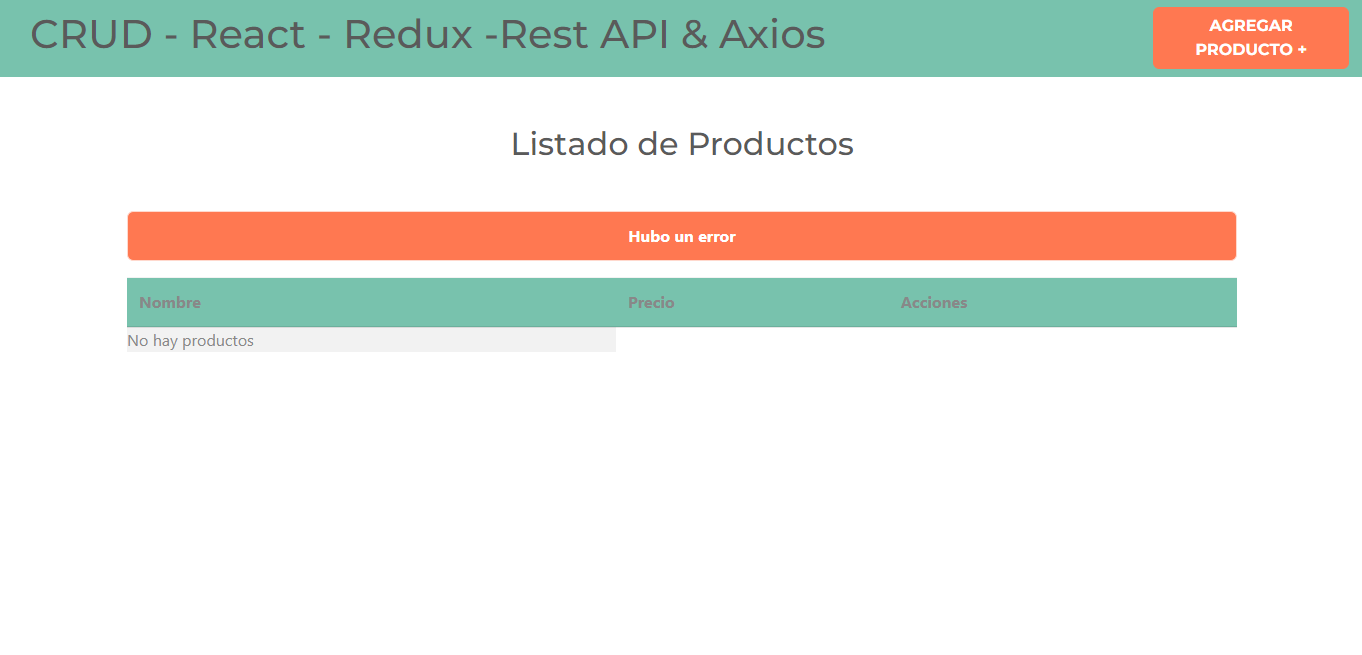 CRUD - React - Redux -Rest API & Axios
AGREGAR
PRODUCTO +
Listado de Productos
Hubo un error
Nombre Precio Acciones
No hay productos